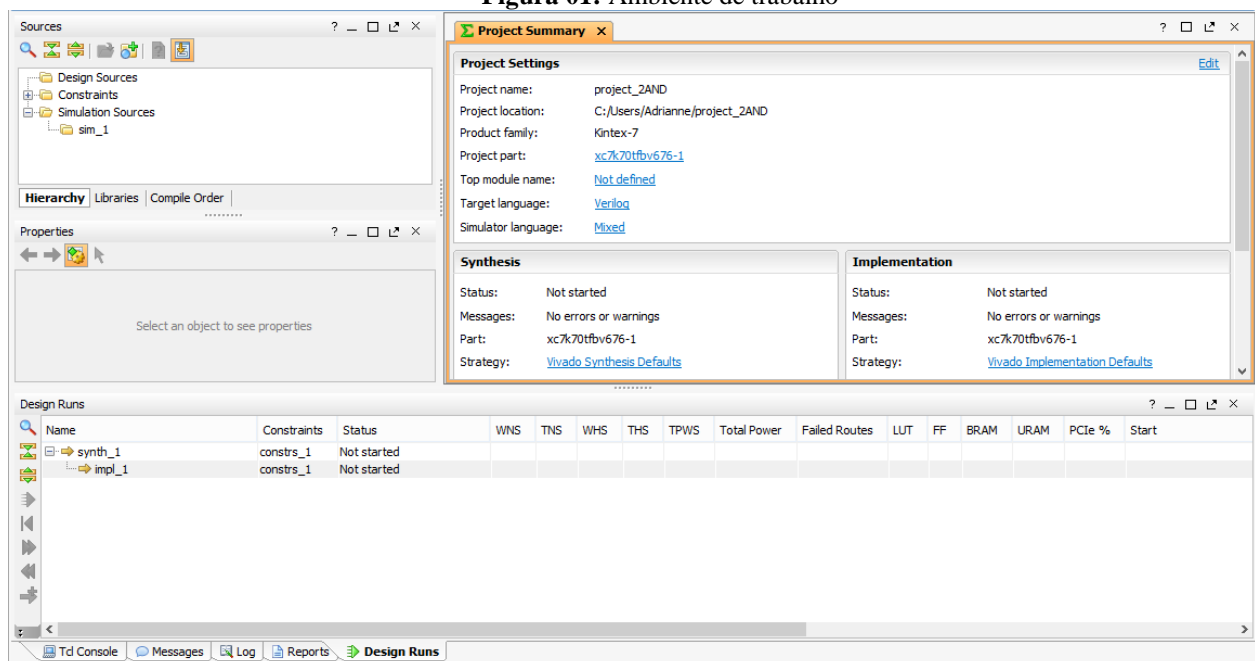 Figura 01: Ambiente de trabalho
Sources
Design Sources
Constraints
Simulation Sources
sim_1
Hierarchy Libraries Compile Order
Properties
Select an object to see properties
Project Summary
Project Settings Edit
Project name: project_2AND
Project location: C:/Users/Adrianne/project_2AND
Product family: Kintex-7
Project part: xc7k70tfbv676-1
Top module name: Not defined
Target language: Verilog
Simulator language: Mixed
Synthesis
Status: Not started
Messages: No errors or warnings
Part: xc7k70tfbv676-1
Strategy: Vivado Synthesis Defaults
Implementation
Status: Not started
Messages: No errors or warnings
Part: xc7k70tfbv676-1
Strategy: Vivado Implementation Defaults
Design Runs
Name Constraints Status WNS TNS WHS THS TPWS Total Power Failed Routes LUT FF BRAM URAM PCIe % Start
synth_1 constrs_1 Not started
impl_1 constrs_1 Not started
Tcl Console Messages Log Reports Design Runs